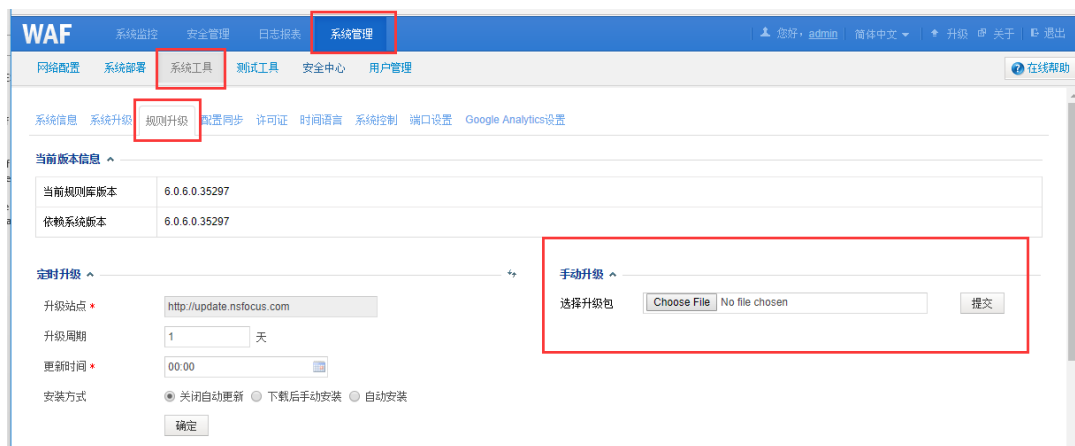 WAF 系统监控 安全管理 日志报表 系统管理 您好，admin 简体中文 升级 关于 退出
网络配置 系统部署 系统工具 测试工具 安全中心 用户管理 在线帮助
系统信息 系统升级 规则升级 配置同步 许可证 时间语言 系统控制 端口设置 Google Analytics设置
当前版本信息
当前规则库版本 6.0.6.0.35297
依赖系统版本 6.0.6.0.35297
定时升级 手动升级
升级站点 * http://update.nsfocus.com 选择升级包 Choose File No file chosen 提交
升级周期 1 天
更新时间 * 00:00
安装方式 关闭自动更新 下载后手动安装 自动安装
确定